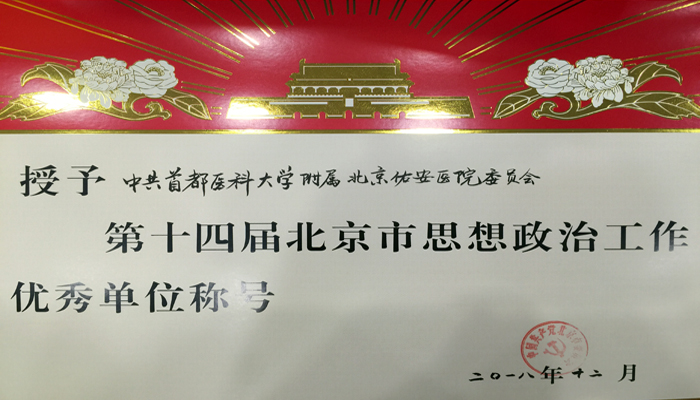 授予 中共首都医科大学附属北京佑安医院委员会
第十四届北京市思想政治工作
优秀单位称号
二〇一八年十二月